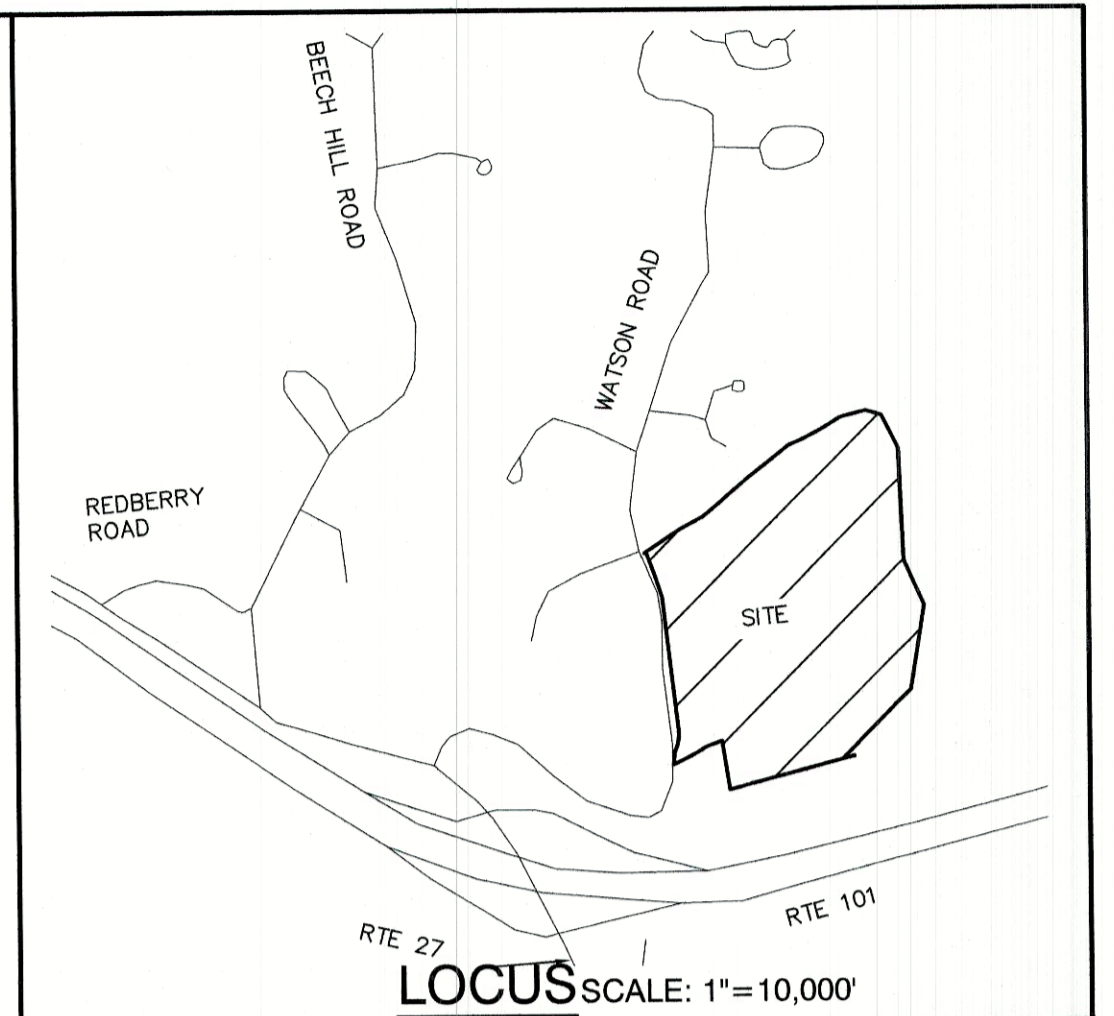 BEECH HILL ROAD
WATSON ROAD
REDBERRY
ROAD
SITE
RTE 101
RTE 27
LOCUS SCALE: 1"=10,000'